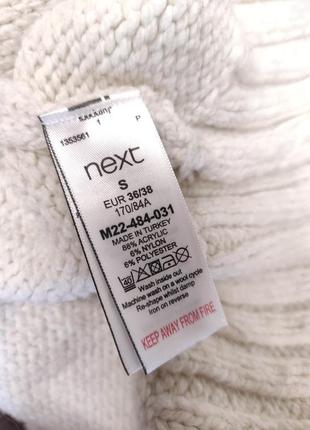 1353561 1 P
next
S
EUR 36/38
170/84A
M22-484-031
MADE IN TURKEY
88% ACRYLIC
6% NYLON
6% POLYESTER
40
Wash inside out
Machine wash on a wool cycle
Re-shape whilst damp
Iron on reverse
KEEP AWAY FROM FIRE